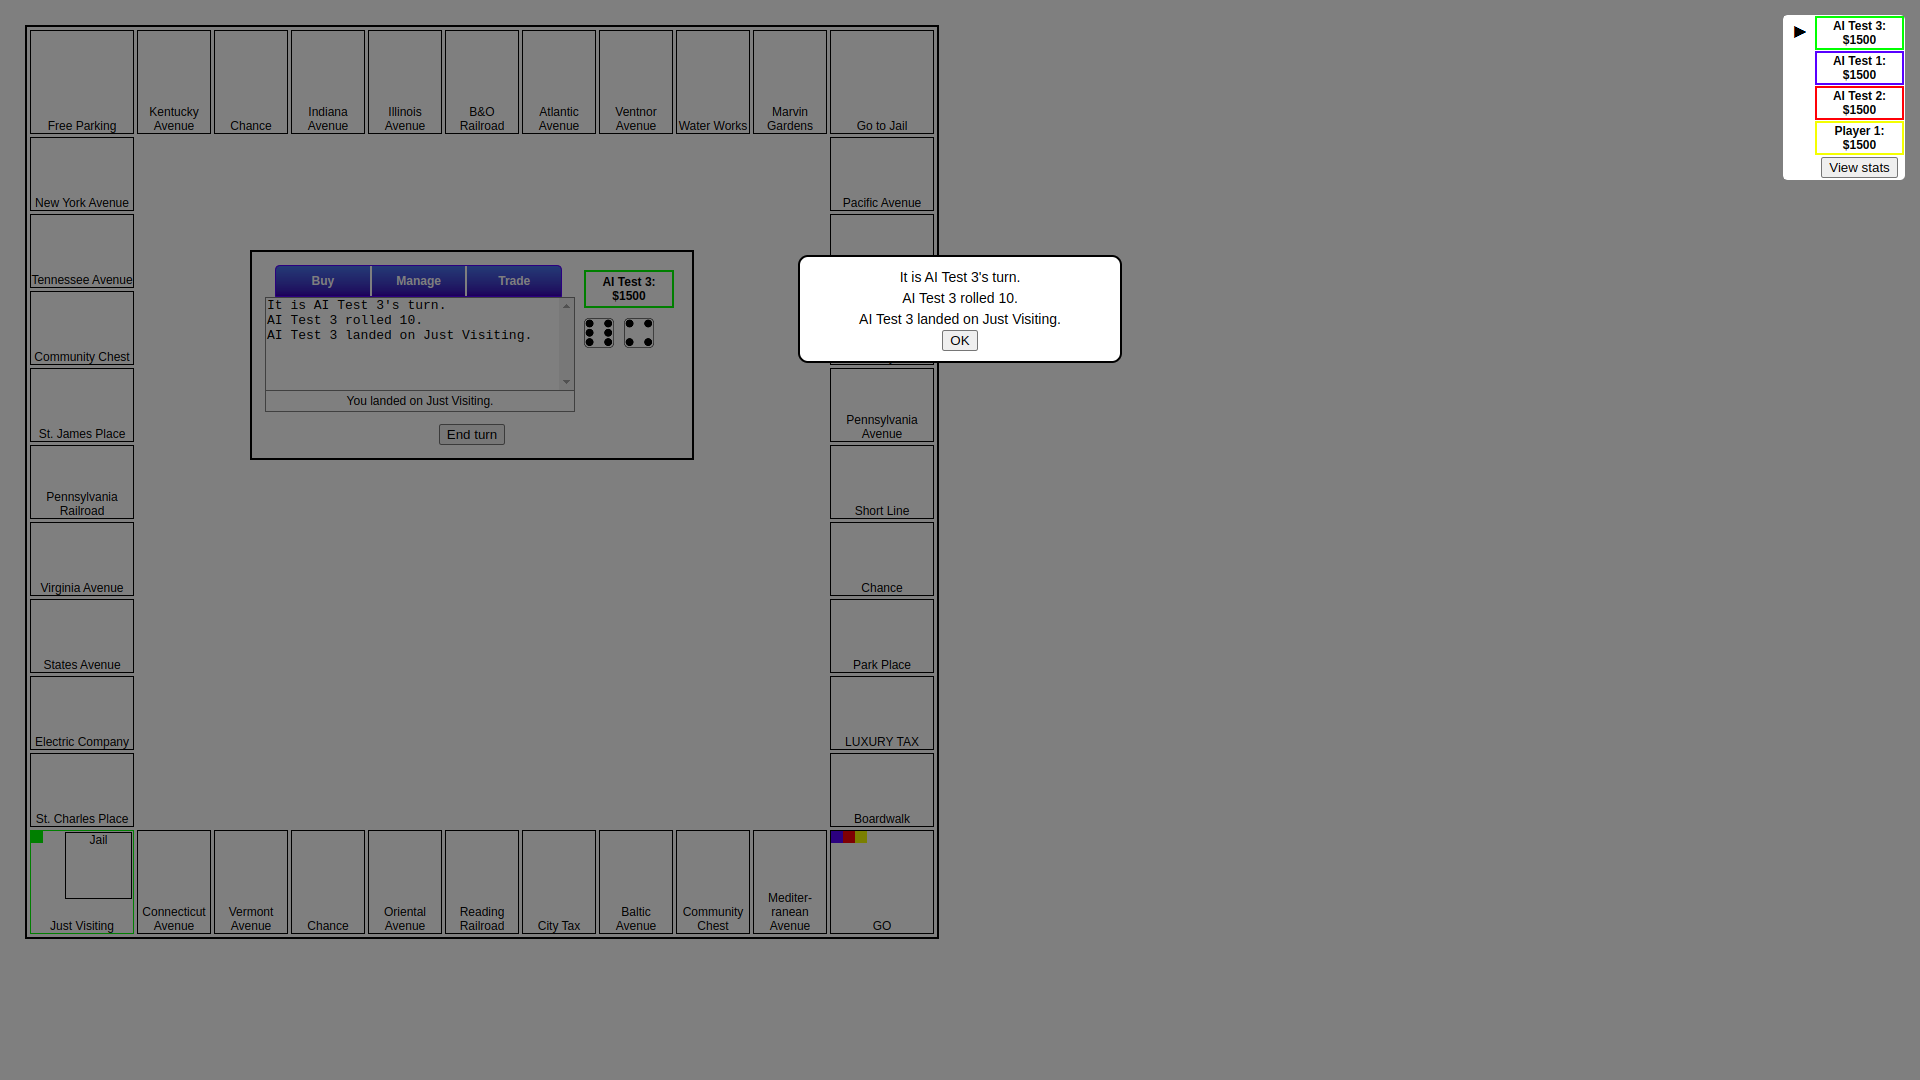 Free Parking
Kentucky
Avenue
Chance
Indiana
Avenue
Illinois
Avenue
B&O
Railroad
Atlantic
Avenue
Ventnor
Avenue
Water Works
Marvin
Gardens
Go to Jail
AI Test 3:
$1500
AI Test 1:
$1500
AI Test 2:
$1500
Player 1:
$1500
View stats
New York Avenue
Pacific Avenue
Tennessee Avenue
Buy
Manage
Trade
It is AI Test 3's turn.
AI Test 3 rolled 10.
AI Test 3 landed on Just Visiting.
AI Test 3:
$1500
You landed on Just Visiting.
End turn
It is AI Test 3's turn.
AI Test 3 rolled 10.
AI Test 3 landed on Just Visiting.
OK
Community Chest
St. James Place
Pennsylvania
Avenue
Pennsylvania
Railroad
Short Line
Virginia Avenue
Chance
States Avenue
Park Place
Electric Company
LUXURY TAX
St. Charles Place
Boardwalk
Jail
Just Visiting
Connecticut
Avenue
Vermont
Avenue
Chance
Oriental
Avenue
Reading
Railroad
City Tax
Baltic
Avenue
Community
Chest
Mediter-
ranean
Avenue
GO